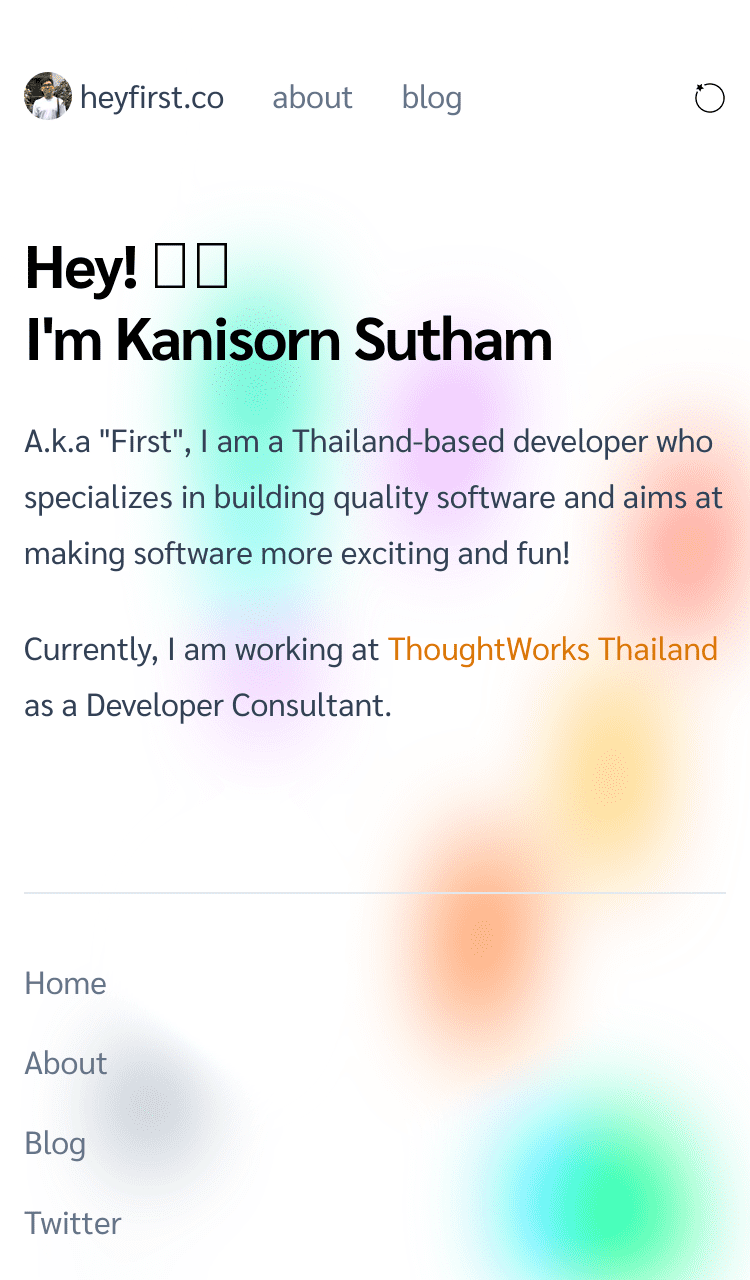 heyfirst.co about blog
Hey! 
I'm Kanisorn Sutham
A.k.a "First", I am a Thailand-based developer who
specializes in building quality software and aims at
making software more exciting and fun!
Currently, I am working at ThoughtWorks Thailand
as a Developer Consultant.
Home
About
Blog
Twitter